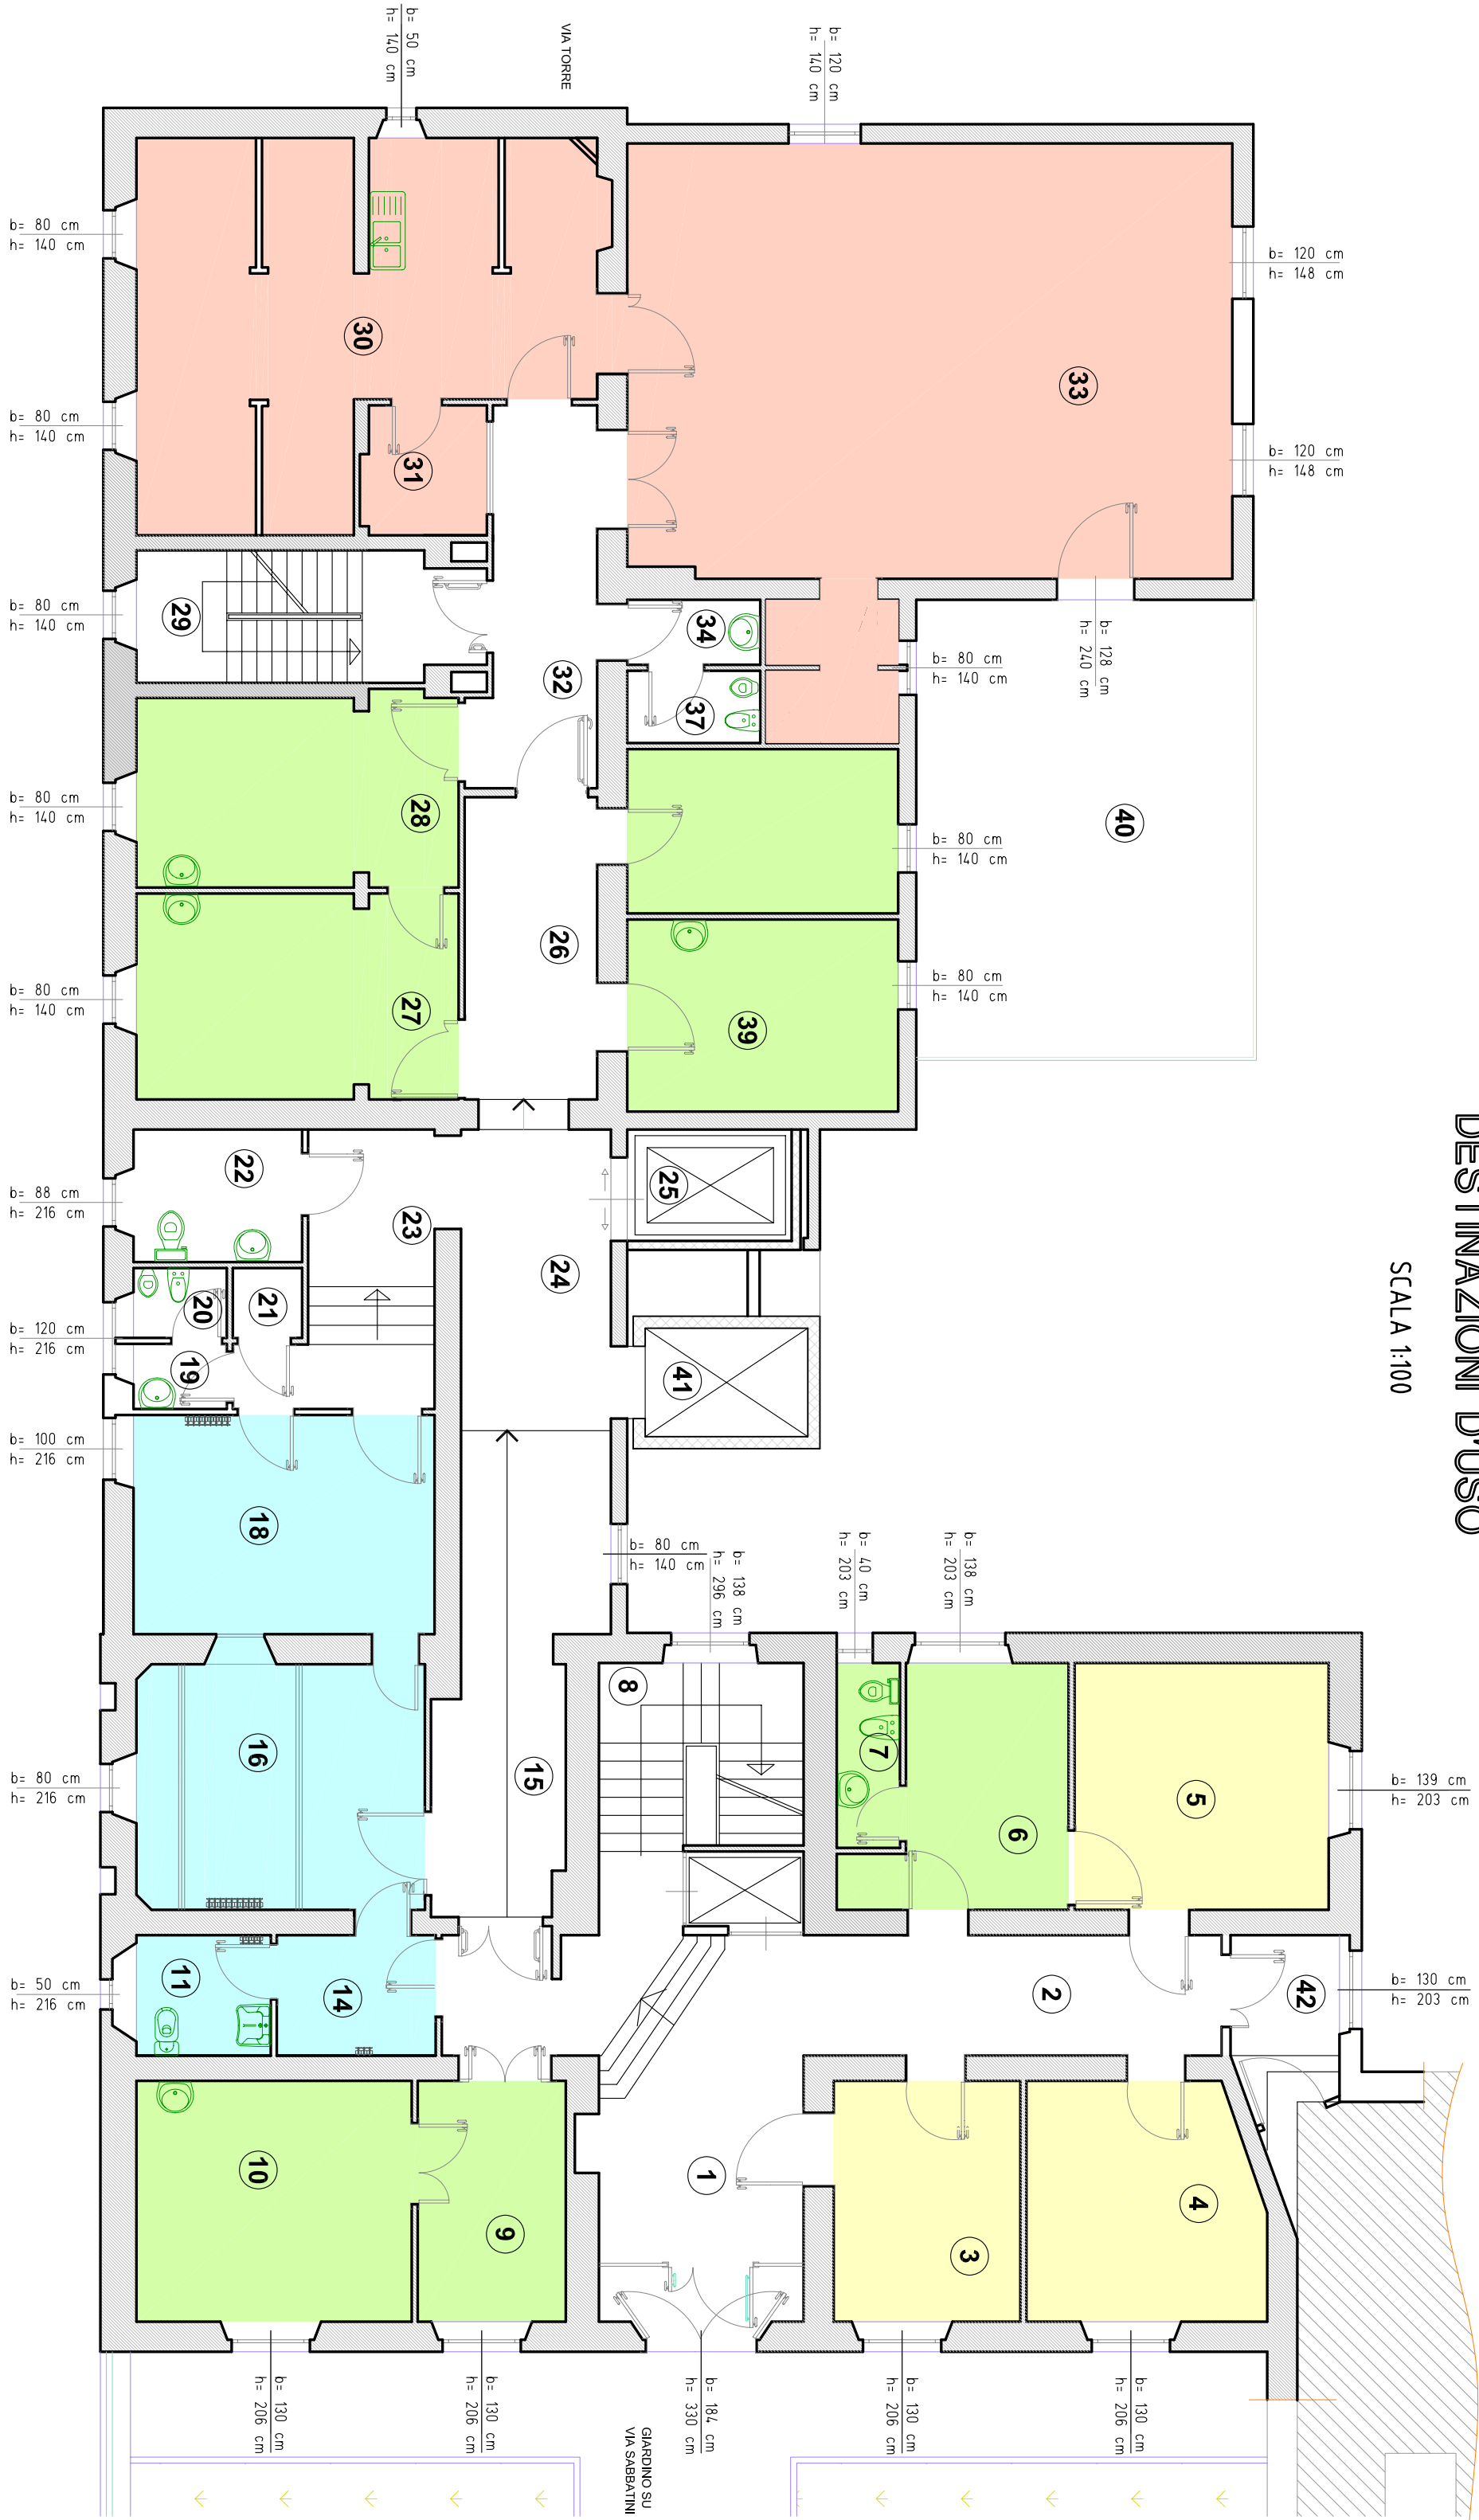 DESTINAZIONI D'USO
SCALA 1:100
VIA TORRE
b= 50 cm
h= 140 cm
b= 120 cm
h= 140 cm
b= 80 cm
h= 140 cm
b= 120 cm
h= 148 cm
30
33
b= 80 cm
h= 140 cm
b= 120 cm
h= 148 cm
31
29
b= 80 cm
h= 140 cm
34
32
37
b= 80 cm
h= 140 cm
b= 128 cm
h= 240 cm
28
b= 80 cm
h= 140 cm
b= 80 cm
h= 140 cm
40
26
27
39
b= 80 cm
h= 140 cm
b= 80 cm
h= 140 cm
22
25
23
b= 88 cm
h= 216 cm
24
21
20
19
41
b= 120 cm
h= 216 cm
b= 100 cm
h= 216 cm
18
b= 80 cm
h= 140 cm
b= 138 cm
h= 296 cm
b= 40 cm
h= 203 cm
b= 138 cm
h= 203 cm
8
16
7
15
5
6
b= 80 cm
h= 216 cm
b= 139 cm
h= 203 cm
11
14
2
42
b= 50 cm
h= 216 cm
b= 130 cm
h= 203 cm
10
1
4
9
3
b= 130 cm
h= 206 cm
b= 130 cm
h= 206 cm
b= 184 cm
h= 330 cm
b= 130 cm
h= 206 cm
b= 130 cm
h= 206 cm
GIARDINO SU
VIA SABBATINI